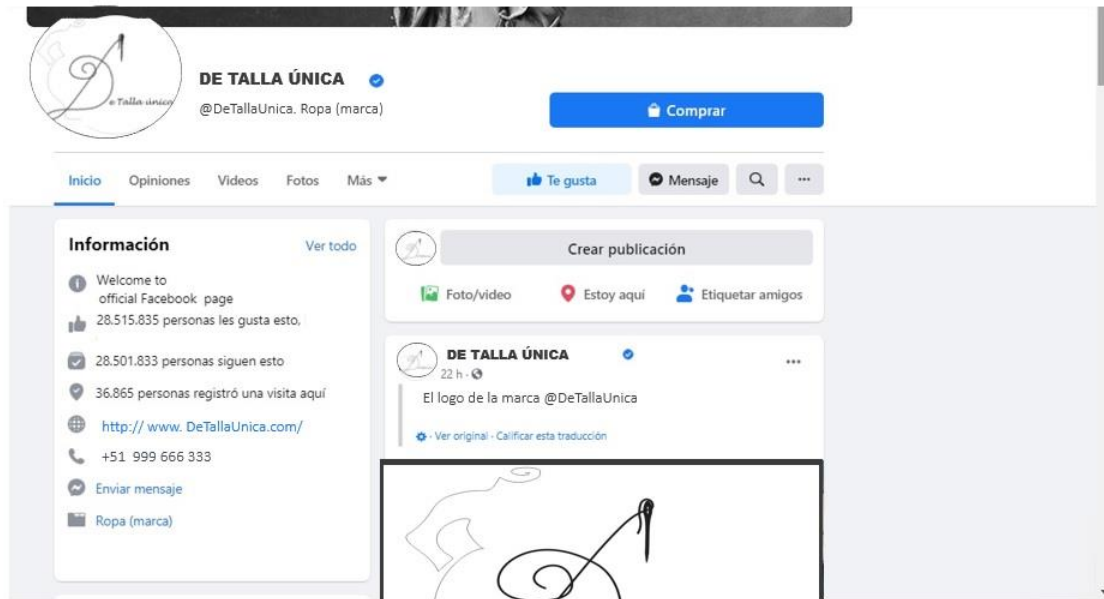 e Talla única
DE TALLA ÚNICA
@DeTallaUnica. Ropa (marca)
Comprar
Inicio Opiniones Videos Fotos Más
Te gusta Mensaje
Información Ver todo
Welcome to
official Facebook page
28.515.835 personas les gusta esto,
28.501.833 personas siguen esto
36.865 personas registró una visita aquí
http:// www. DeTallaUnica.com/
+51 999 666 333
Enviar mensaje
Ropa (marca)
Crear publicación
Foto/video Estoy aquí Etiquetar amigos
DE TALLA ÚNICA
22 h ·
El logo de la marca @DeTallaUnica
· Ver original · Calificar esta traducción